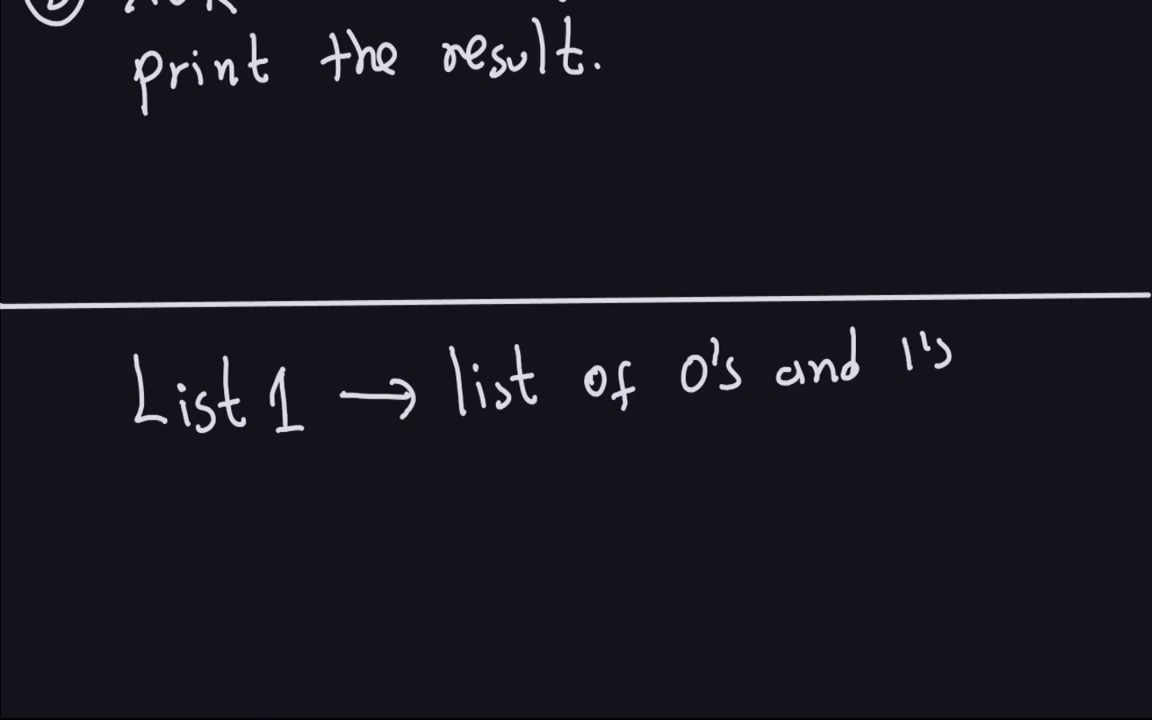 print the result.
List 1 → list of 0's and 1's